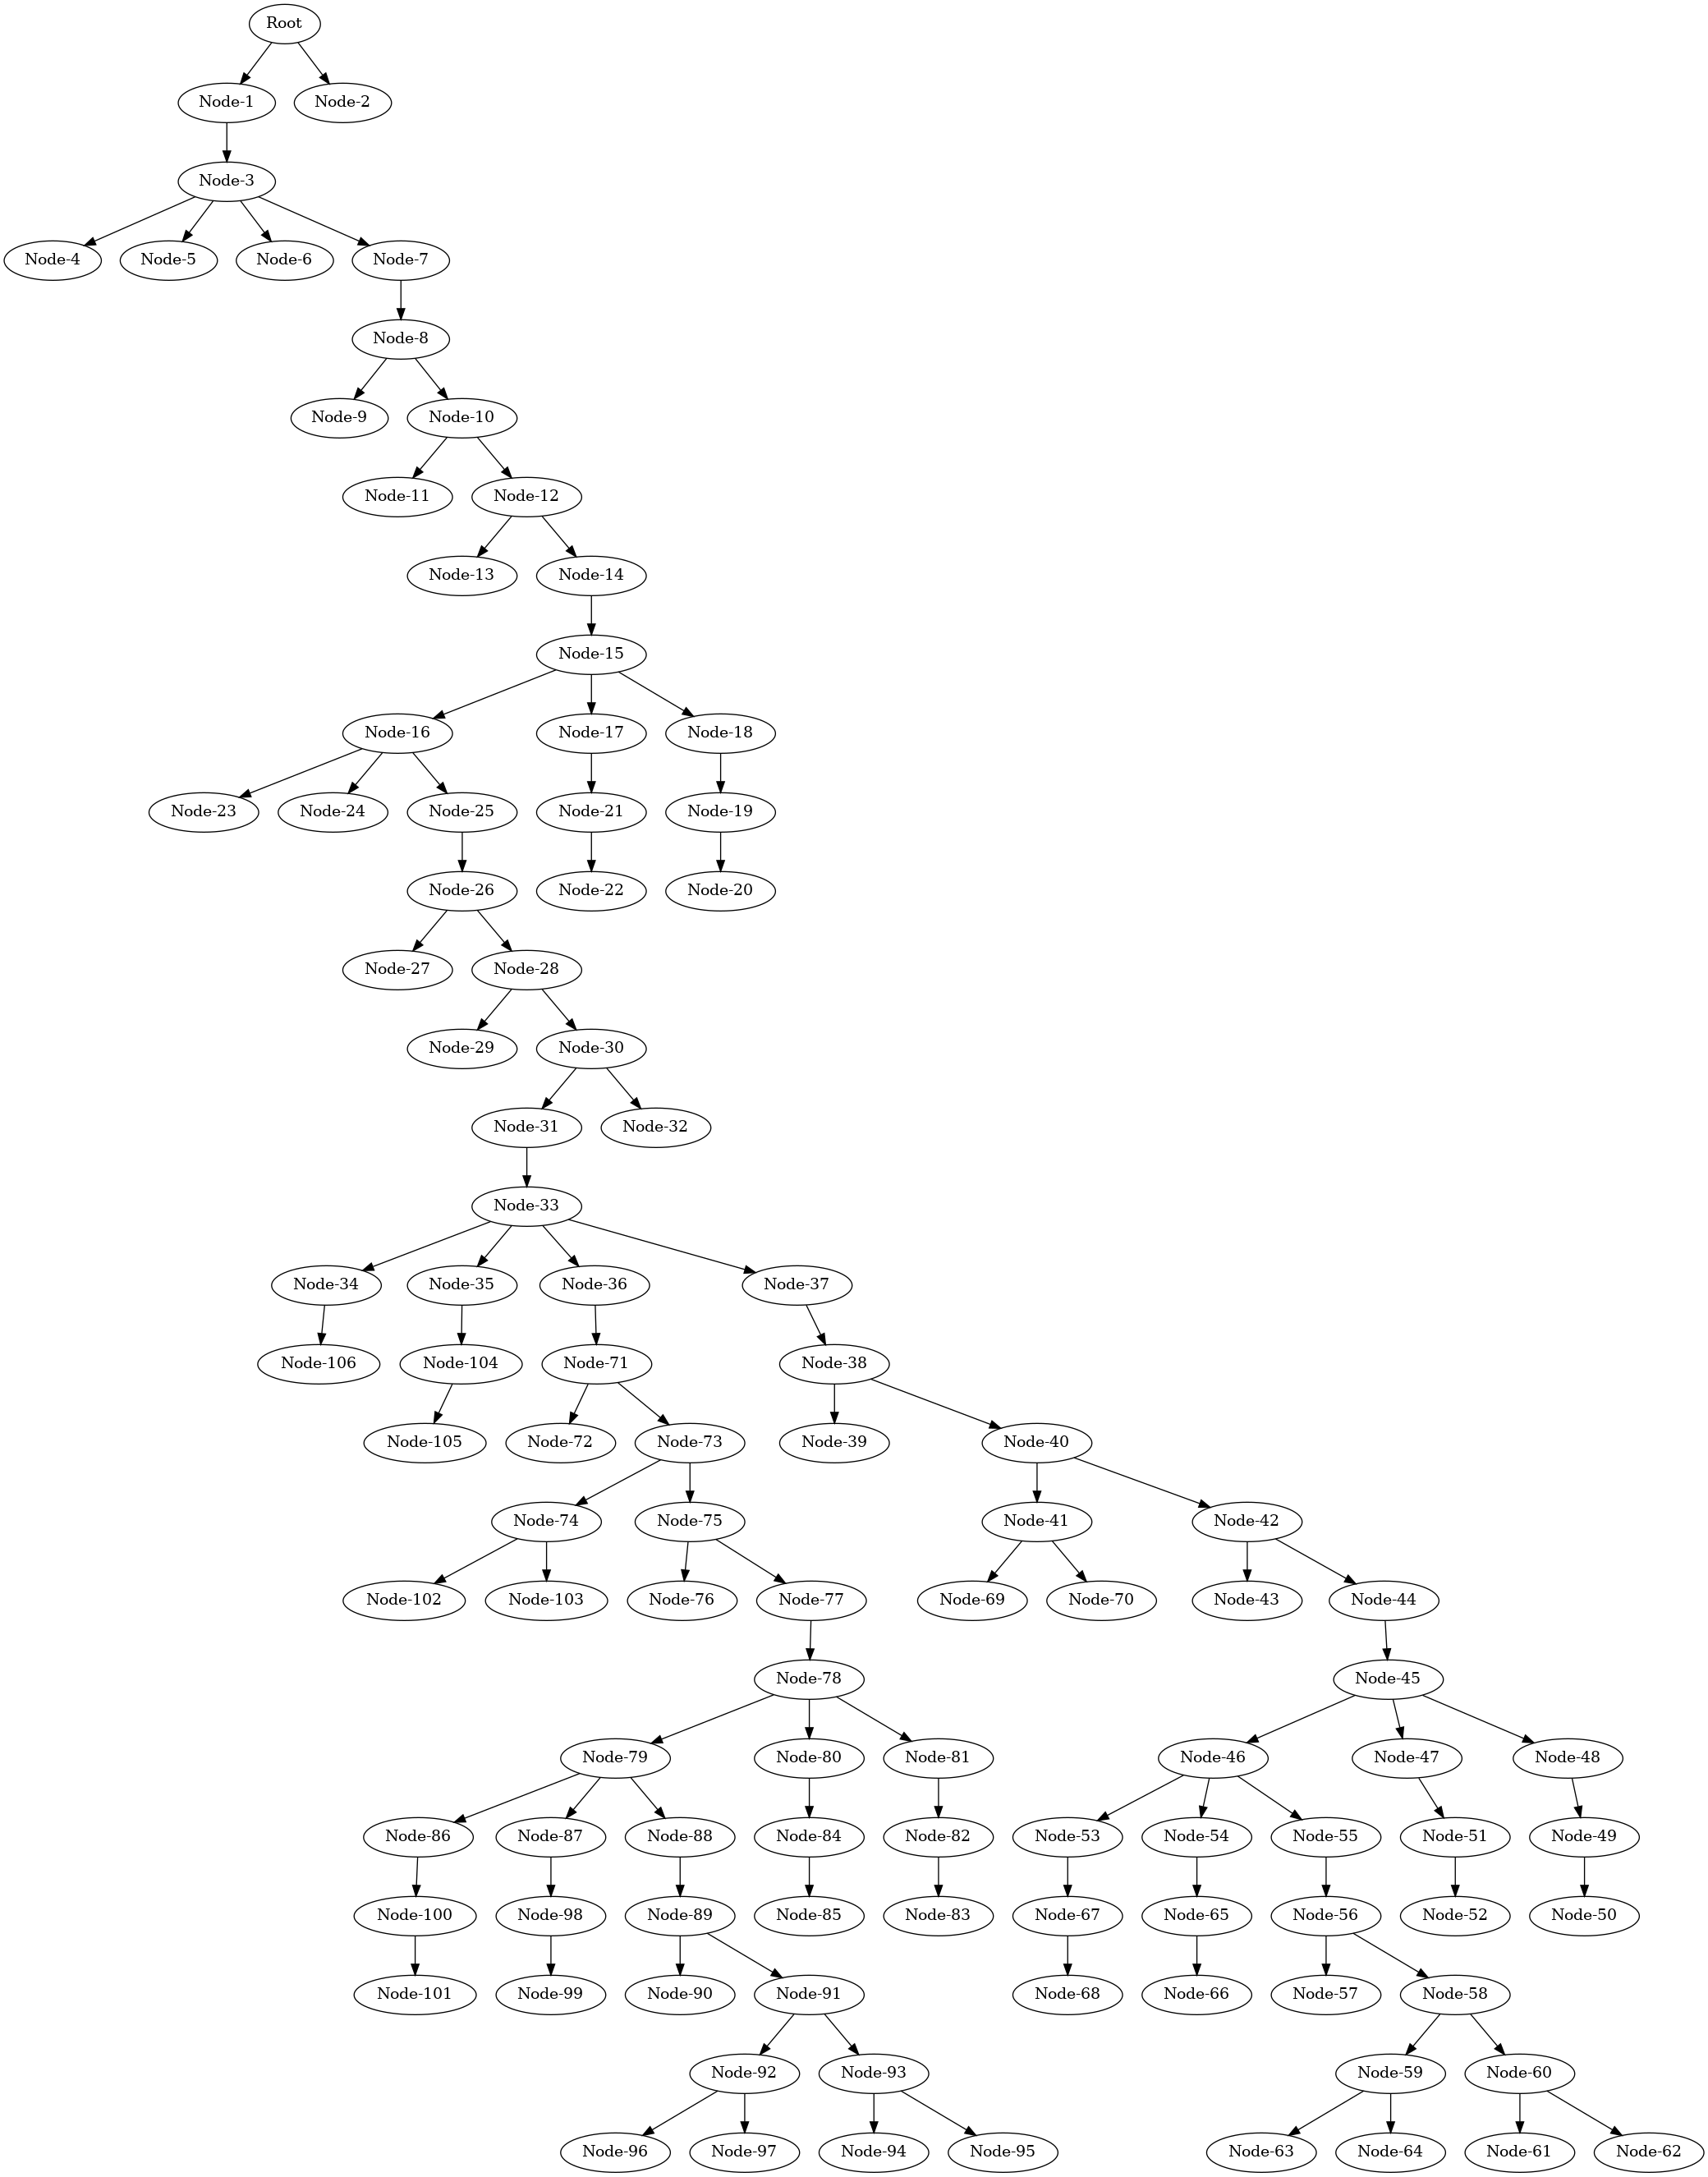 Root
Node-1 Node-2
Node-3
Node-4 Node-5 Node-6 Node-7
Node-8
Node-9 Node-10
Node-11 Node-12
Node-13 Node-14
Node-15
Node-16 Node-17 Node-18
Node-23 Node-24 Node-25 Node-21 Node-19
Node-26 Node-22 Node-20
Node-27 Node-28
Node-29 Node-30
Node-31 Node-32
Node-33
Node-34 Node-35 Node-36 Node-37
Node-106 Node-104 Node-71 Node-38
Node-105 Node-72 Node-73 Node-39 Node-40
Node-74 Node-75 Node-41 Node-42
Node-102 Node-103 Node-76 Node-77 Node-69 Node-70 Node-43 Node-44
Node-78 Node-45
Node-79 Node-80 Node-81 Node-46 Node-47 Node-48
Node-86 Node-87 Node-88 Node-84 Node-82 Node-53 Node-54 Node-55 Node-51 Node-49
Node-100 Node-98 Node-89 Node-85 Node-83 Node-67 Node-65 Node-56 Node-52 Node-50
Node-101 Node-99 Node-90 Node-91 Node-68 Node-66 Node-57 Node-58
Node-92 Node-93 Node-59 Node-60
Node-96 Node-97 Node-94 Node-95 Node-63 Node-64 Node-61 Node-62